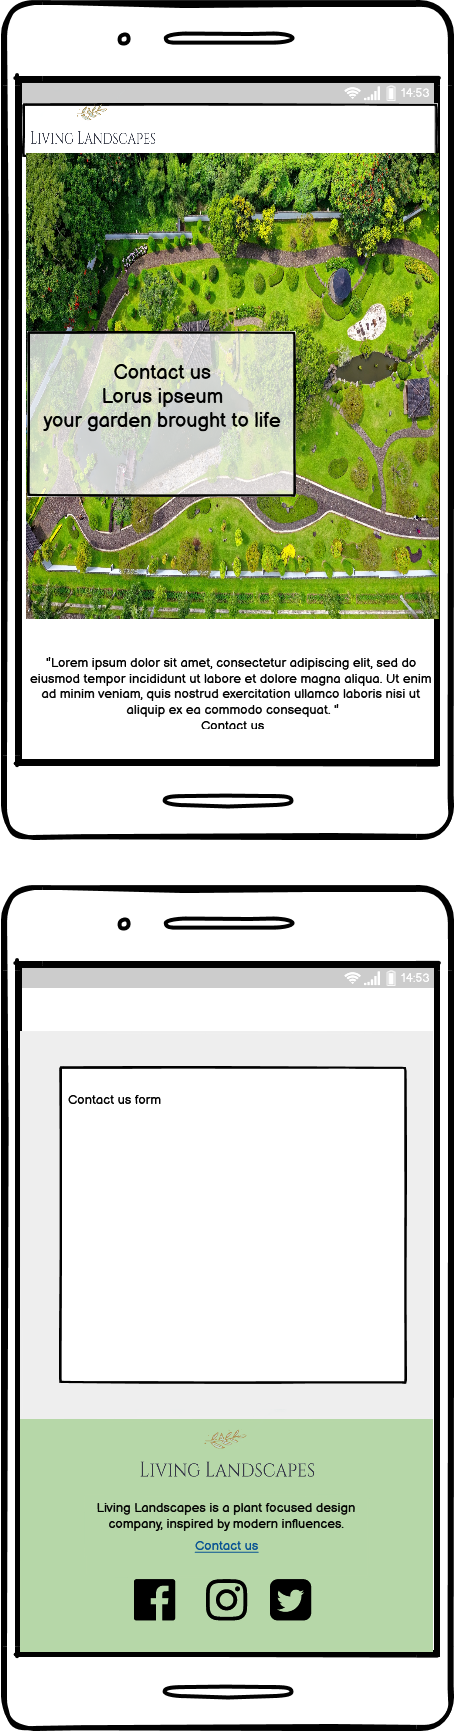 14:53
Living Landscapes
Contact us
Lorus ipseum
your garden brought to life
"Lorem ipsum dolor sit amet, consectetur adipiscing elit, sed do
eiusmod tempor incididunt ut labore et dolore magna aliqua. Ut enim
ad minim veniam, quis nostrud exercitation ullamco laboris nisi ut
aliquip ex ea commodo consequat. "
Contact us
14:53
Contact us form
Living Landscapes
Living Landscapes is a plant focused design
company, inspired by modern influences.
Contact us